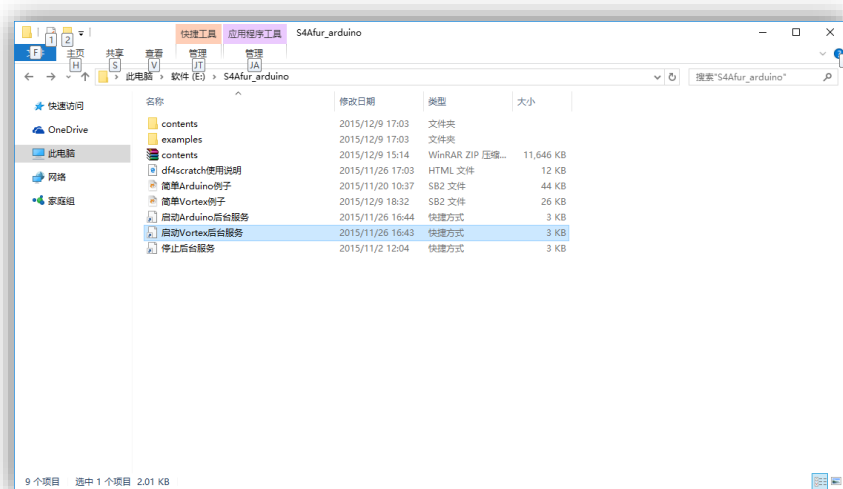 1 2 快捷工具 应用程序工具 S4Afur_arduino
F 主页 共享 查看 管理 管理
H S V JT JA
此电脑 › 软件 (E:) › S4Afur_arduino 搜索"S4Afur_arduino"
名称 修改日期 类型 大小
快速访问
OneDrive
此电脑
网络
家庭组
contents 2015/12/9 17:03 文件夹
examples 2015/12/9 17:03 文件夹
contents 2015/12/9 15:14 WinRAR ZIP 压缩... 11,646 KB
df4scratch使用说明 2015/11/26 17:03 HTML 文件 12 KB
简单Arduino例子 2015/11/20 10:37 SB2 文件 44 KB
简单Vortex例子 2015/12/9 18:32 SB2 文件 26 KB
启动Arduino后台服务 2015/11/26 16:44 快捷方式 3 KB
启动Vortex后台服务 2015/11/26 16:43 快捷方式 3 KB
停止后台服务 2015/11/2 12:04 快捷方式 3 KB
9 个项目 选中 1 个项目 2.01 KB